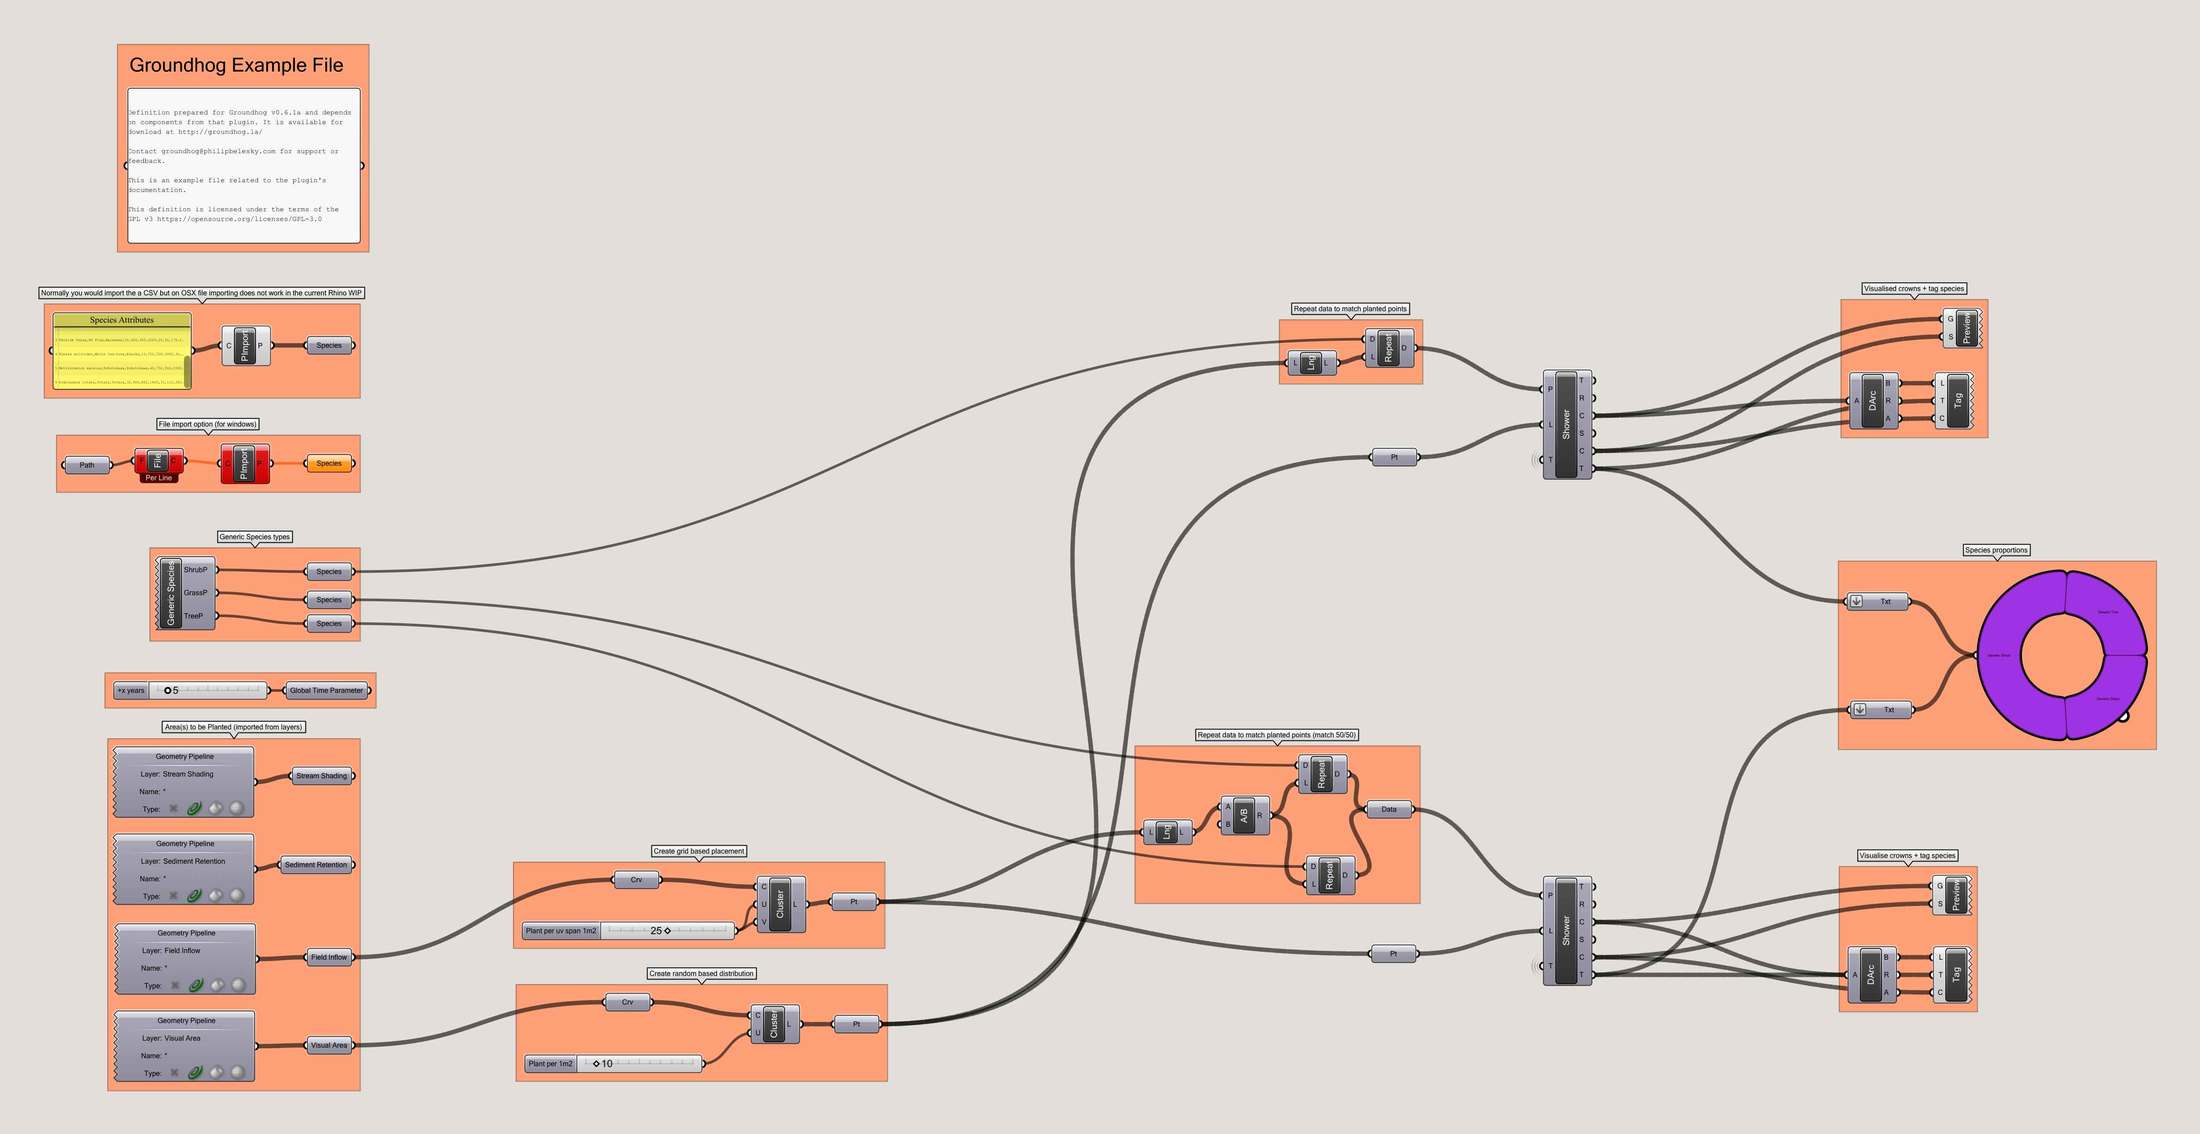 Groundhog Example File
Definition prepared for Groundhog v0.6.1a and depends
on components from that plugin. It is available for
download at http://groundhog.la/
Contact groundhog@philipbelesky.com for support or
feedback.
This is an example file related to the plugin's
documentation.
This definition is licensed under the terms of the
GPL v3 https://opensource.org/licenses/GPL-3.0
Normally you would import the a CSV but on OSX file importing does not work in the current Rhino WIP
Species Attributes
C PImport P
Species
File import option (for windows)
Path
File C
Per Line
C PImport P
Species
Generic Species types
Generic Species
ShrubP
GrassP
TreeP
Species
Species
Species
+x years
5
Global Time Parameter
Area(s) to be Planted (imported from layers)
Geometry Pipeline
Layer: Stream Shading
Name: *
Type:
Stream Shading
Geometry Pipeline
Layer: Sediment Retention
Name: *
Type:
Sediment Retention
Geometry Pipeline
Layer: Field Inflow
Name: *
Type:
Field Inflow
Geometry Pipeline
Layer: Visual Area
Name: *
Type:
Visual Area
Create grid based placement
Crv
Plant per uv span 1m2
25
C
U
V
Cluster
L
Pt
Create random based distribution
Crv
Plant per 1m2
10
C
U
Cluster
L
Pt
Repeat data to match planted points
L Lng L
D
L
Repeat
D
Pt
Repeat data to match planted points (match 50/50)
L Lng L
A
B
A/B
R
D
L
Repeat
D
D
L
Repeat
D
Data
Pt
P
L
T
Shower
T
R
C
S
C
T
P
L
T
Shower
T
R
C
S
C
T
Visualised crowns + tag species
G
S
Preview
A
DArc
B
R
A
L
T
C
Tag
Species proportions
Txt
Txt
Visualise crowns + tag species
G
S
Preview
A
DArc
B
R
A
L
T
C
Tag